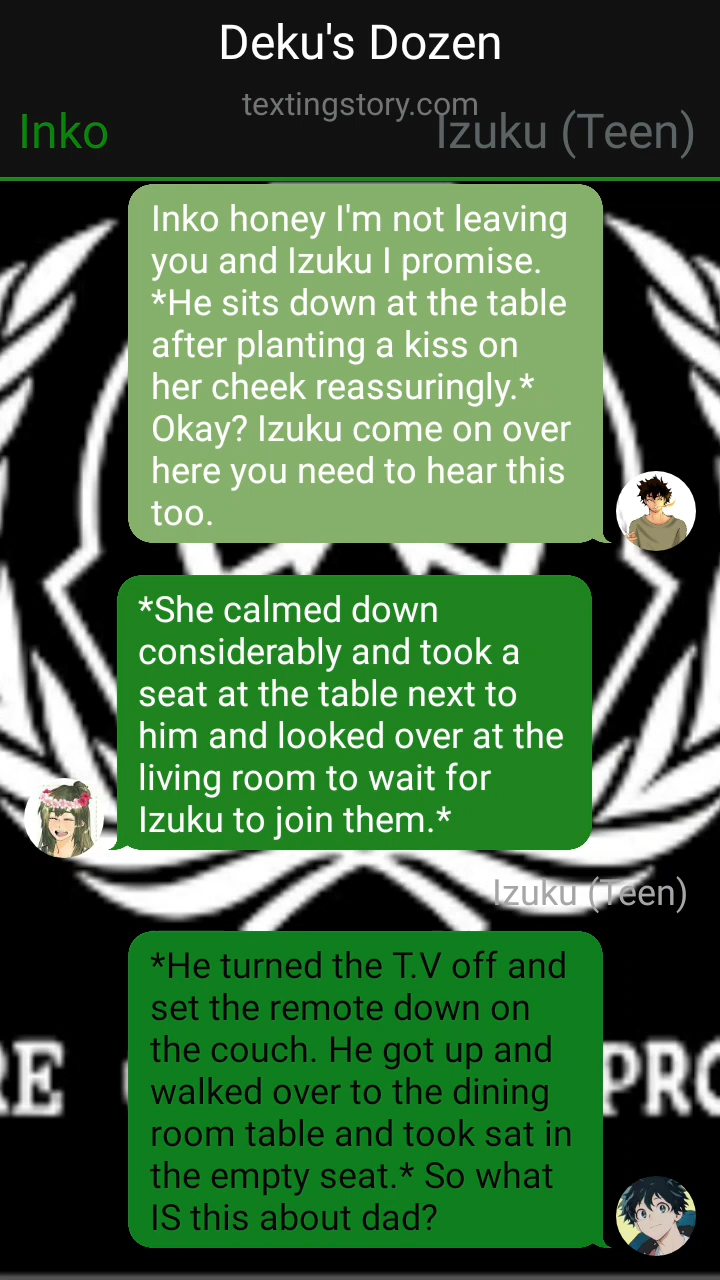 Deku's Dozen
textingstory.com
Inko
Izuku (Teen)
Inko honey I'm not leaving
you and Izuku I promise.
*He sits down at the table
after planting a kiss on
her cheek reassuringly.*
Okay? Izuku come on over
here you need to hear this
too.
*She calmed down
considerably and took a
seat at the table next to
him and looked over at the
living room to wait for
Izuku to join them.*
Izuku (Teen)
*He turned the T.V off and
set the remote down on
the couch. He got up and
walked over to the dining
room table and took sat in
the empty seat.* So what
IS this about dad?